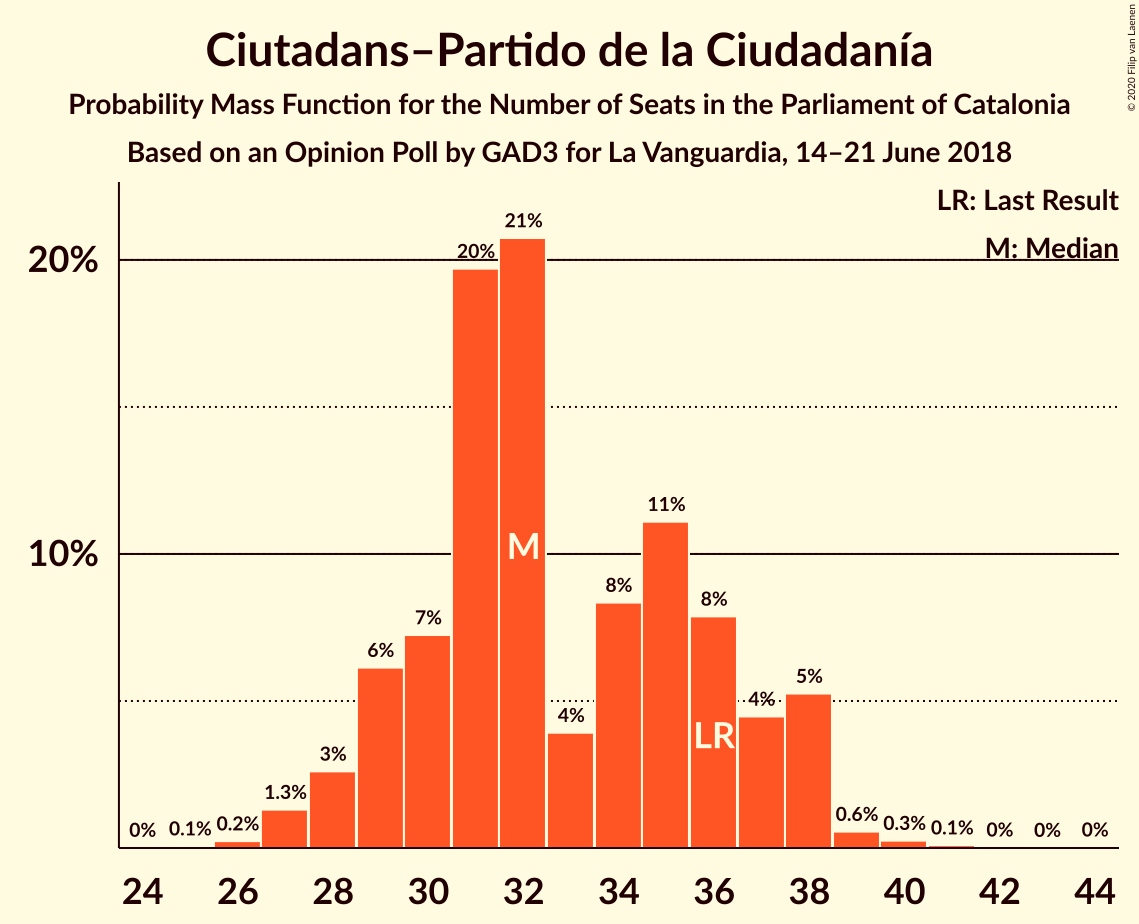 Ciutadans–Partido de la Ciudadanía
Probability Mass Function for the Number of Seats in the Parliament of Catalonia
Based on an Opinion Poll by GAD3 for La Vanguardia, 14–21 June 2018
© 2020 Filip van Laenen
LR: Last Result
M: Median
20%
10%
0%
0.1%
0.2%
1.3%
3%
6%
7%
20%
21%
4%
8%
11%
8%
4%
5%
0.6%
0.3%
0.1%
0%
0%
0%
M
LR
24 26 28 30 32 34 36 38 40 42 44